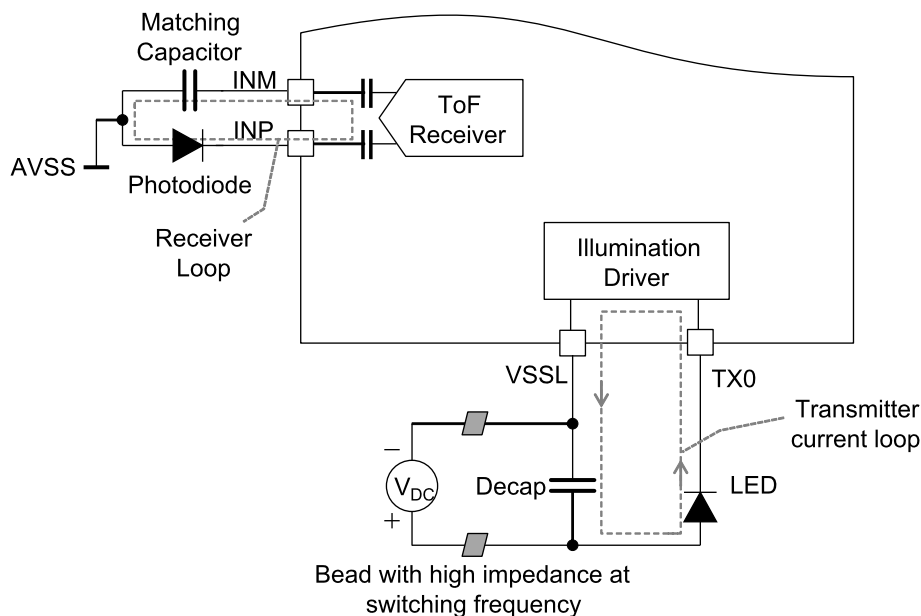 Matching
Capacitor
INM
INP
AVSS
Photodiode
Receiver
Loop
ToF
Receiver
Illumination
Driver
VSSL
TX0
Transmitter
current loop
−
VDC
+
Decap
LED
Bead with high impedance at
switching frequency